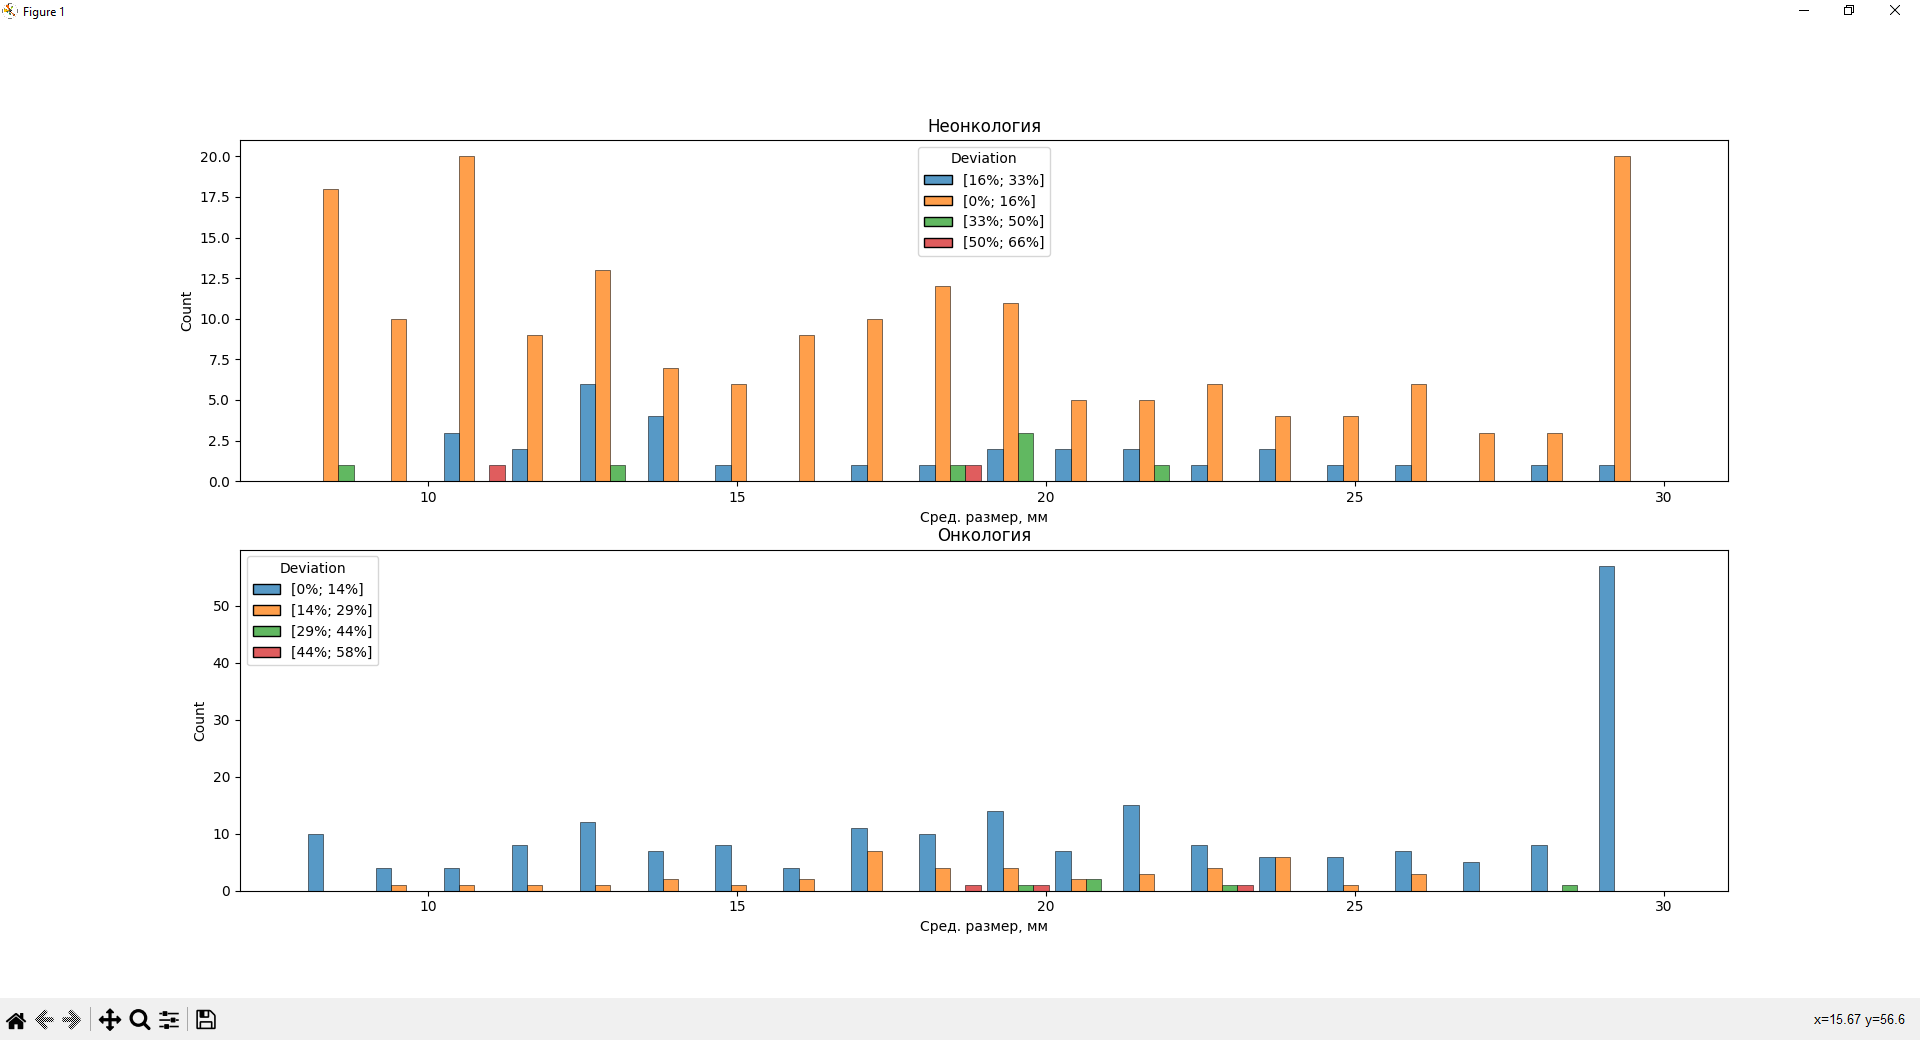 Figure 1
Неонкология
Deviation
[16%; 33%]
[0%; 16%]
[33%; 50%]
[50%; 66%]
20.0
17.5
15.0
12.5
10.0
7.5
5.0
2.5
0.0
Count
10 15 20 25 30
Сред. размер, мм
Онкология
Deviation
[0%; 14%]
[14%; 29%]
[29%; 44%]
[44%; 58%]
50
40
30
20
10
0
Count
10 15 20 25 30
Сред. размер, мм
x=15.67 y=56.6